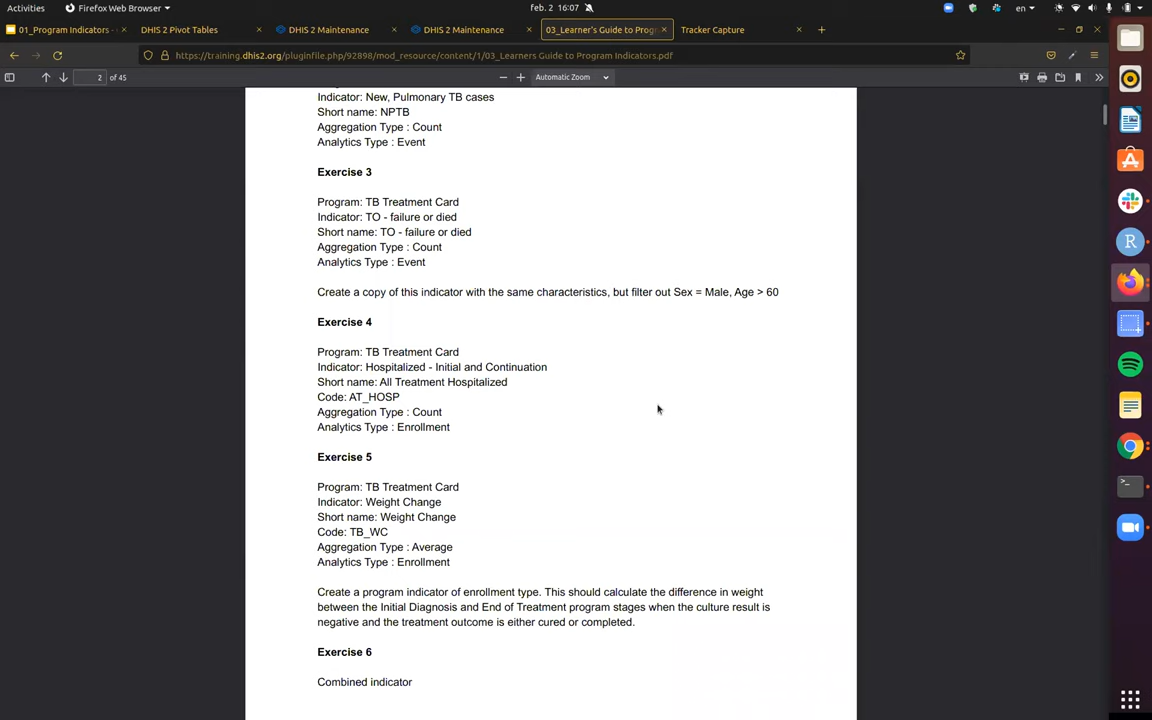 Activities
Firefox Web Browser
feb. 2 16:07
en
01_Program Indicators -
DHIS 2 Pivot Tables
DHIS 2 Maintenance
DHIS 2 Maintenance
03_Learner's Guide to Progr
Tracker Capture
https://training.dhis2.org/pluginfile.php/92898/mod_resource/content/1/03_Learners Guide to Program Indicators.pdf
2 of 45
Automatic Zoom
Indicator: New, Pulmonary TB cases
Short name: NPTB
Aggregation Type : Count
Analytics Type : Event
Exercise 3
Program: TB Treatment Card
Indicator: TO - failure or died
Short name: TO - failure or died
Aggregation Type : Count
Analytics Type : Event
Create a copy of this indicator with the same characteristics, but filter out Sex = Male, Age > 60
Exercise 4
Program: TB Treatment Card
Indicator: Hospitalized - Initial and Continuation
Short name: All Treatment Hospitalized
Code: AT_HOSP
Aggregation Type : Count
Analytics Type : Enrollment
Exercise 5
Program: TB Treatment Card
Indicator: Weight Change
Short name: Weight Change
Code: TB_WC
Aggregation Type : Average
Analytics Type : Enrollment
Create a program indicator of enrollment type. This should calculate the difference in weight
between the Initial Diagnosis and End of Treatment program stages when the culture result is
negative and the treatment outcome is either cured or completed.
Exercise 6
Combined indicator